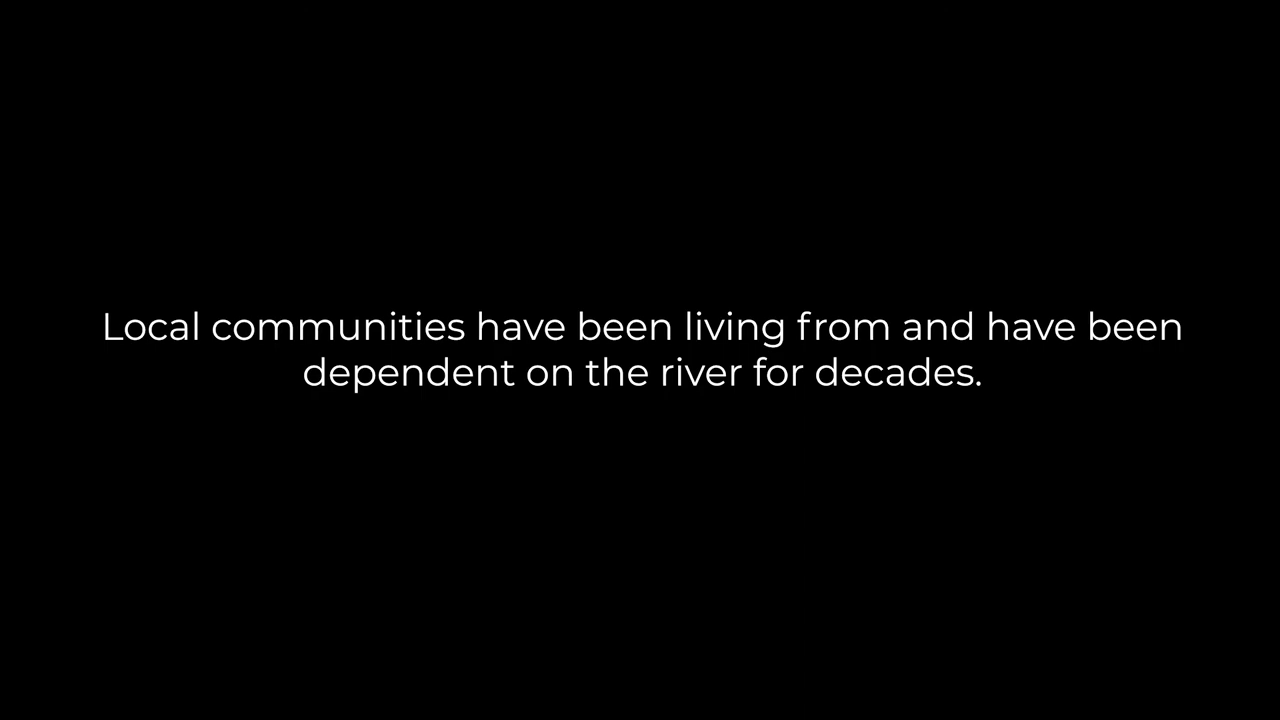 Local communities have been living from and have been
dependent on the river for decades.